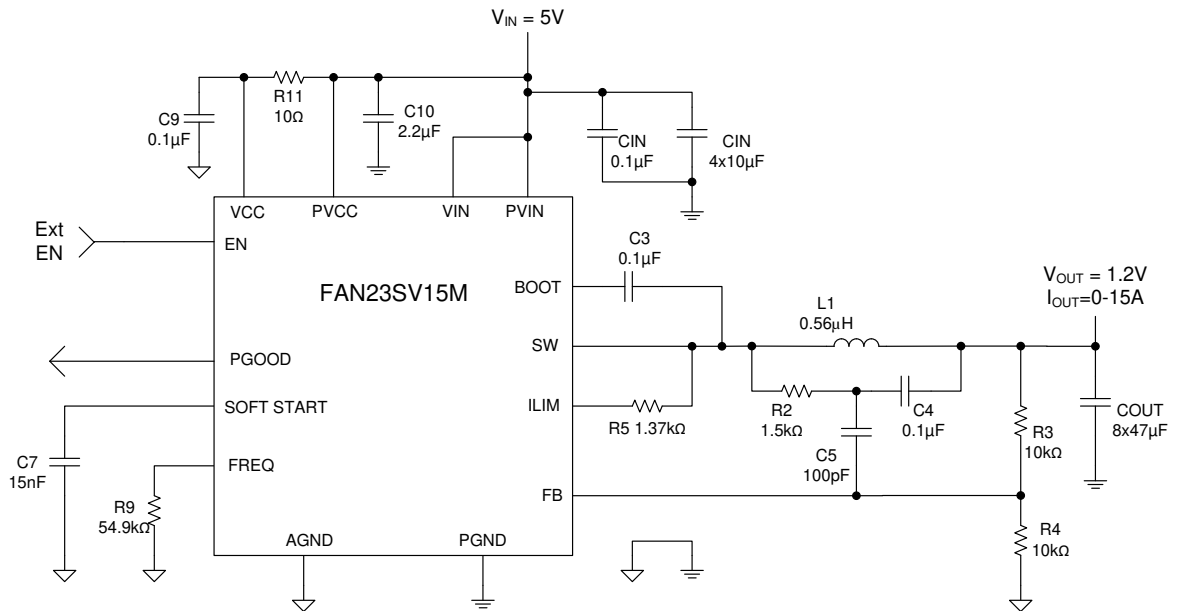 VIN = 5V
R11
10Ω
C9
0.1µF
C10
2.2µF
CIN
0.1µF
CIN
4x10µF
VCC
PVCC
VIN
PVIN
Ext
EN
EN
C3
0.1µF
FAN23SV15M
BOOT
VOUT = 1.2V
IOUT=0-15A
L1
0.56µH
SW
PGOOD
SOFT START
ILIM
R5 1.37kΩ
R2
1.5kΩ
C4
0.1µF
COUT
8x47µF
R3
10kΩ
C7
15nF
FREQ
C5
100pF
FB
R9
54.9kΩ
R4
10kΩ
AGND
PGND